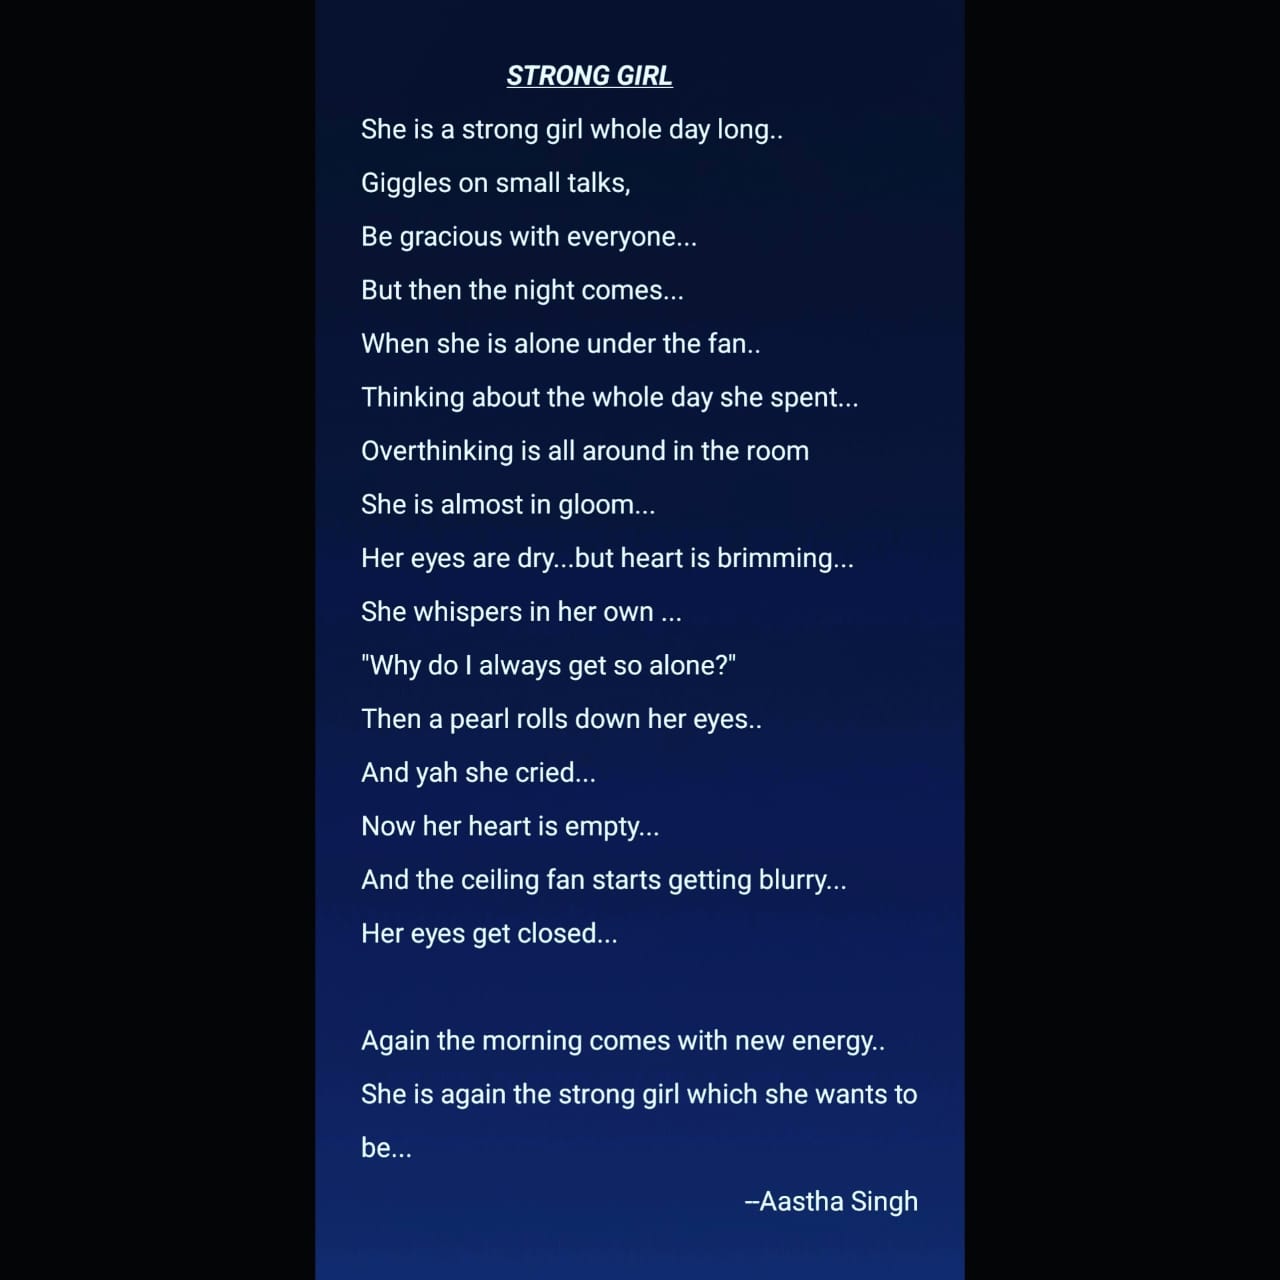 STRONG GIRL
She is a strong girl whole day long..
Giggles on small talks,
Be gracious with everyone...
But then the night comes...
When she is alone under the fan..
Thinking about the whole day she spent...
Overthinking is all around in the room
She is almost in gloom...
Her eyes are dry...but heart is brimming...
She whispers in her own ...
"Why do I always get so alone?"
Then a pearl rolls down her eyes..
And yah she cried...
Now her heart is empty...
And the ceiling fan starts getting blurry...
Her eyes get closed...
Again the morning comes with new energy..
She is again the strong girl which she wants to
be...
--Aastha Singh